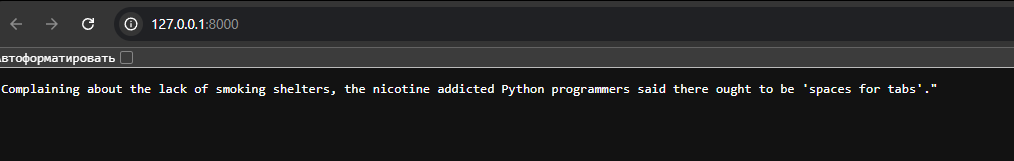 127.0.0.1:8000
Автоформатировать
Complaining about the lack of smoking shelters, the nicotine addicted Python programmers said there ought to be 'spaces for tabs'."